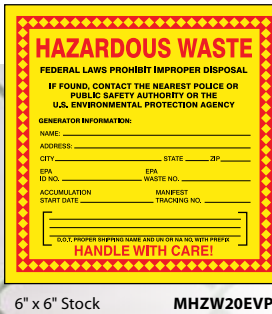 HAZARDOUS WASTE
FEDERAL LAWS PROHIBIT IMPROPER DISPOSAL
IF FOUND, CONTACT THE NEAREST POLICE OR
PUBLIC SAFETY AUTHORITY OR THE
U.S. ENVIRONMENTAL PROTECTION AGENCY
GENERATOR INFORMATION:
NAME:
ADDRESS:
CITY STATE ZIP
EPA EPA
ID NO. WASTE NO.
ACCUMULATION MANIFEST
START DATE TRACKING NO.
D.O.T. PROPER SHIPPING NAME AND UN OR NA NO. WITH PREFIX
HANDLE WITH CARE!
6" x 6" Stock MHZW20EVP